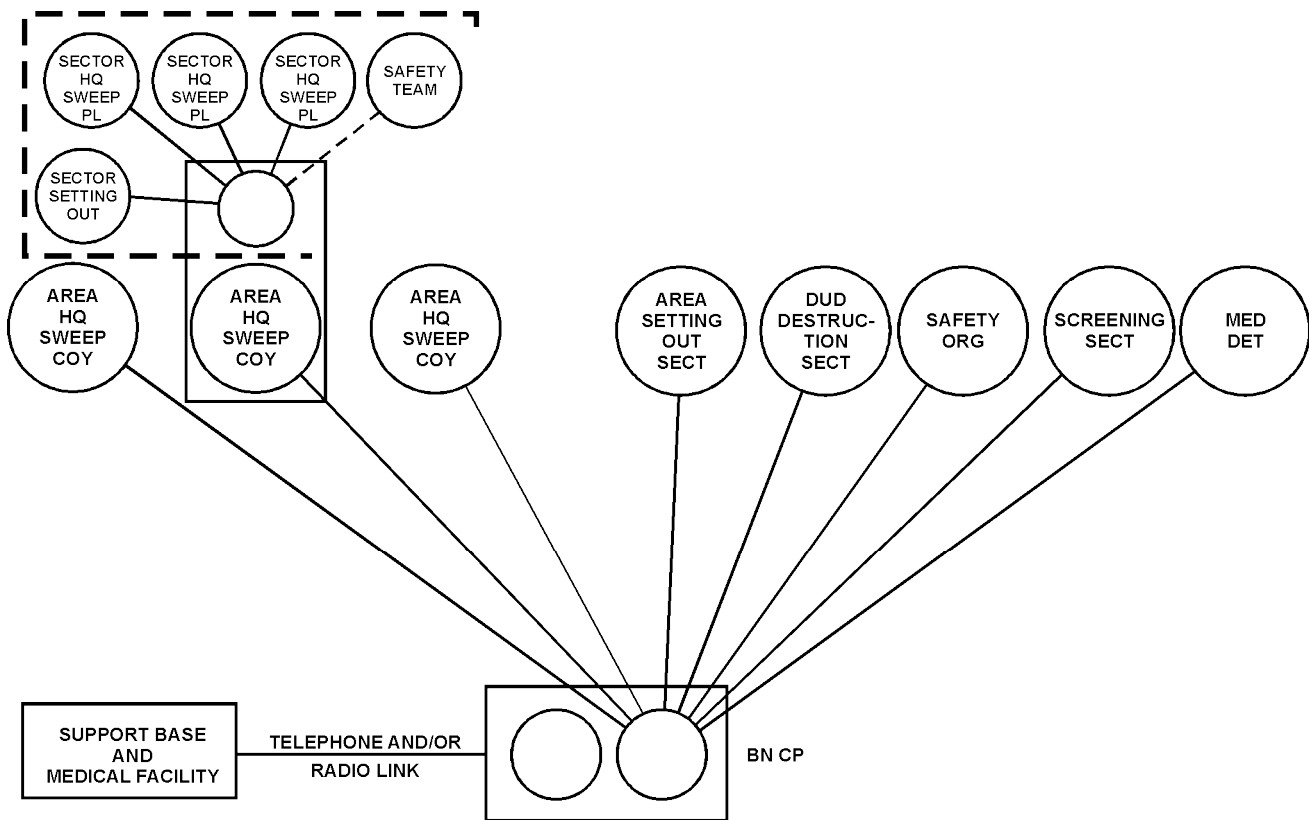 SECTOR
HQ
SWEEP
PL
SECTOR
HQ
SWEEP
PL
SECTOR
HQ
SWEEP
PL
SAFETY
TEAM
SECTOR
SETTING
OUT
AREA
HQ
SWEEP
COY
AREA
HQ
SWEEP
COY
AREA
HQ
SWEEP
COY
AREA
SETTING
OUT
SECT
DUD
DESTRUC-
TION
SECT
SAFETY
ORG
SCREENING
SECT
MED
DET
SUPPORT BASE
AND
MEDICAL FACILITY
TELEPHONE AND/OR
RADIO LINK
BN CP